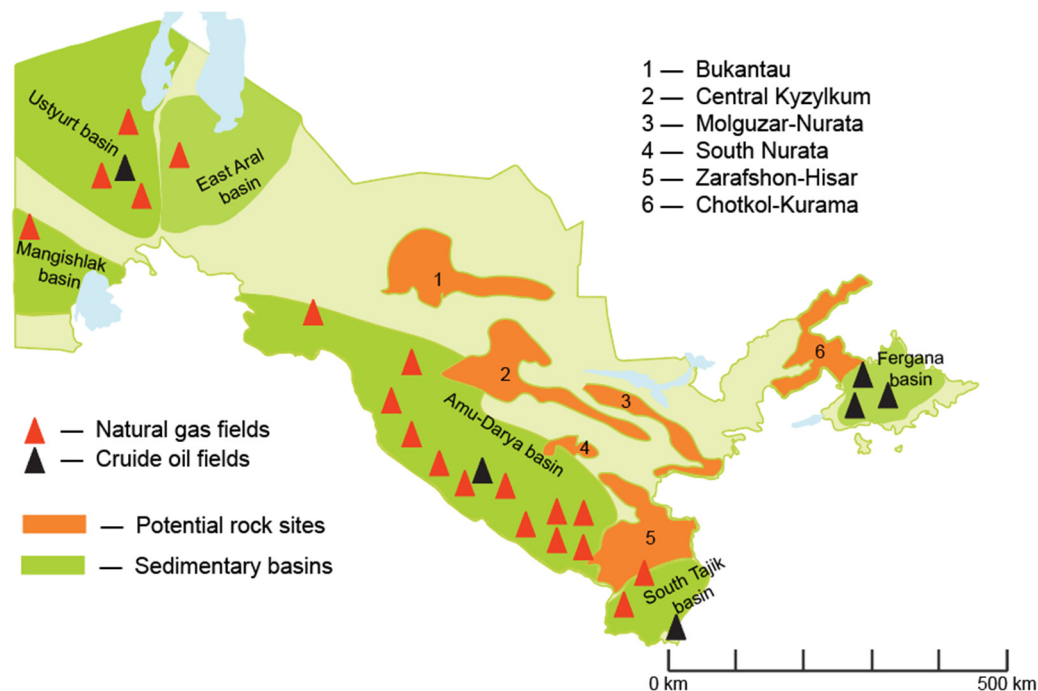 1 — Bukantau
2 — Central Kyzylkum
3 — Molguzar-Nurata
4 — South Nurata
5 — Zarafshon-Hisar
6 — Chotkol-Kurama
Ustyurt basin
East Aral
basin
Mangishlak
basin
1
2
3
4
5
6
Fergana
basin
Amu-Darya basin
South Tajik
basin
— Natural gas fields
— Cruide oil fields
— Potential rock sites
— Sedimentary basins
0 km
500 km